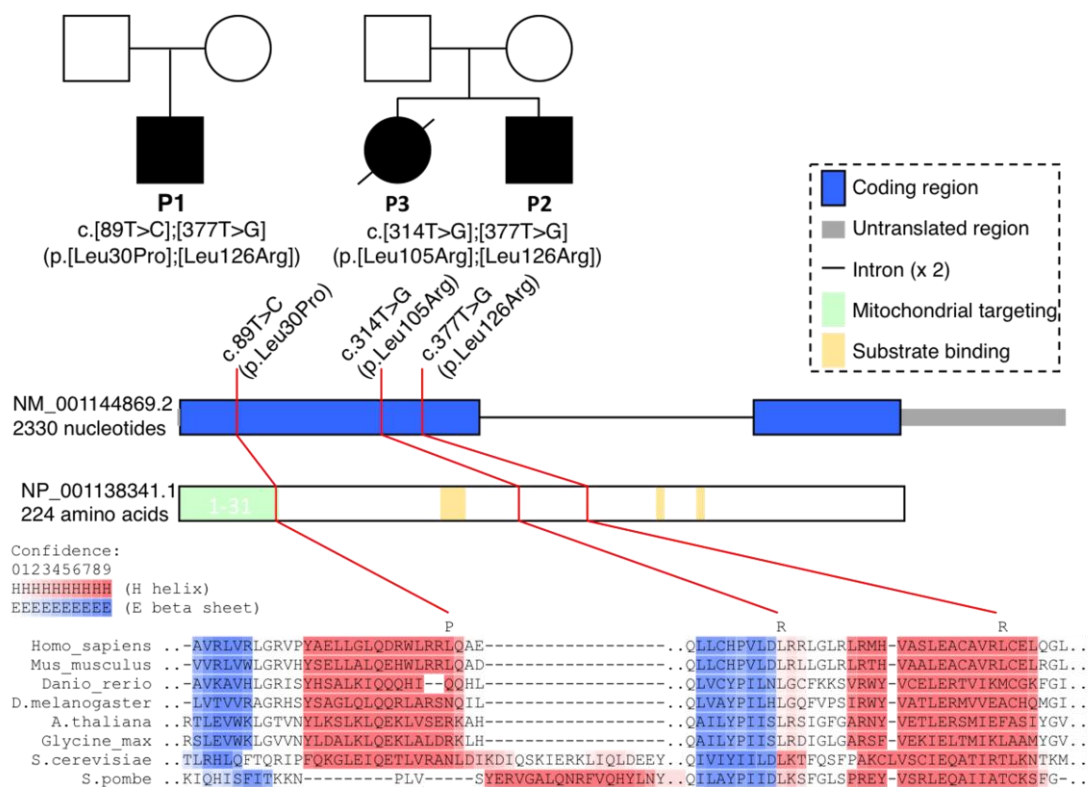 P1
c.[89T>C];[377T>G]
(p.[Leu30Pro];[Leu126Arg])
P3 P2
c.[314T>G];[377T>G]
(p.[Leu105Arg];[Leu126Arg])
c.89T>C
(p.Leu30Pro)
c.314T>G
(p.Leu105Arg)
c.377T>G
(p.Leu126Arg)
Coding region
Untranslated region
Intron (x 2)
Mitochondrial targeting
Substrate binding
NM_001144869.2
2330 nucleotides
NP_001138341.1
224 amino acids
1-31
Confidence:
0123456789
HHHHHHHHHH (H helix)
EEEEEEEEEE (E beta sheet)
P R R
Homo_sapiens ..-AVRLVRLGRVPYAELLGLQDRWLRRLQAE------------------..QLLCHPVLDLRRLGLRLRMH-VASLEACAVRLCELQGL..
Mus_musculus ..-VVRLVWLGRVHYSELLALQEHWLRRLQAE------------------..QLLCHPVLDLRRLGLRLRTH-VAALEACAVRLCELRGL..
Danio_rerio ..-AVKAVHLGRISYHSALKIQQQHI--QQHL------------------..QLVCYPILNLGCFKKSVRWY-VCELERTVIKMCGKFGI..
D.melanogaster ..-LVTVVRAGRHSYSAGLQLQQRLARSNQIL------------------..QLVAYPILHLGQFVPSIRWY-VATLERMVVEACHQMGI..
A.thaliana ..RTLEVWKLGTVNYLKSLKLQEKLVSERKAH------------------..QAILYPIISLRSIGFGARNY-VETLERSMIEFASIYGV..
Glycine_max ..RSLEVWKLGVVNYLDALKLQEKLALDRKLH------------------..QAILYPIISLRDIGLGARSF-VEKIELTMIKLAAMYGV..
S.cerevisiae ..TLRHLQFTQRIPFQKGLEIQETLVRANLDIKDIQSKIERKLIQLDEEY..QIVIYIILDLKTFQSFPAKCLVSCIEQATIRTLKNTKM..
S.pombe ..KIQHISFITKKN---------PLV------YERVGALQNRFVQHYLNY..QILAYPIIDLKSFGLSPREY-VSRLEQAIIATCKSFG-..